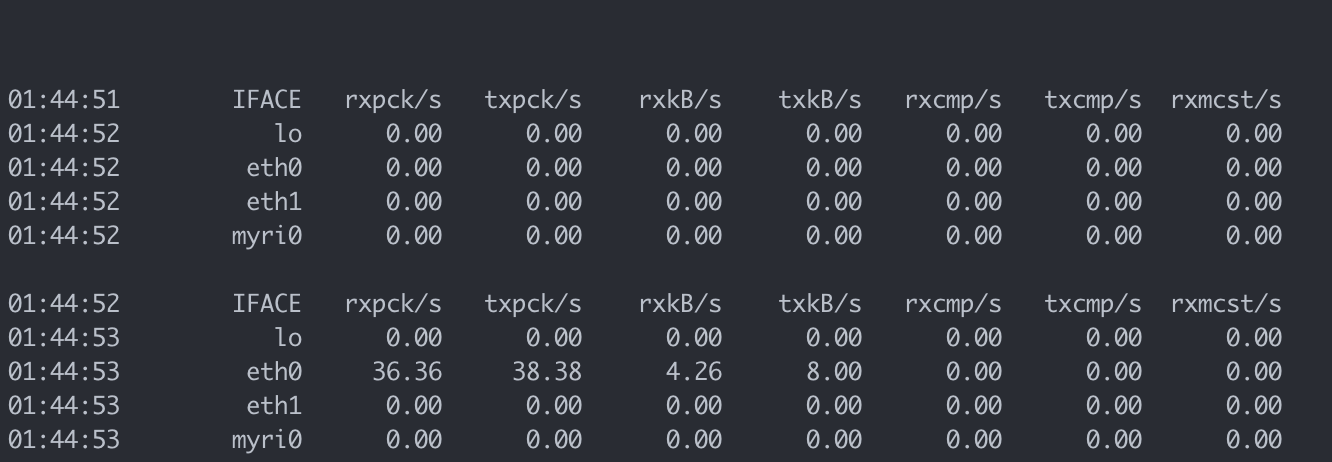 01:44:51 IFACE rxpck/s txpck/s rxkB/s txkB/s rxcmp/s txcmp/s rxmcst/s
01:44:52 lo 0.00 0.00 0.00 0.00 0.00 0.00 0.00
01:44:52 eth0 0.00 0.00 0.00 0.00 0.00 0.00 0.00
01:44:52 eth1 0.00 0.00 0.00 0.00 0.00 0.00 0.00
01:44:52 myri0 0.00 0.00 0.00 0.00 0.00 0.00 0.00
01:44:52 IFACE rxpck/s txpck/s rxkB/s txkB/s rxcmp/s txcmp/s rxmcst/s
01:44:53 lo 0.00 0.00 0.00 0.00 0.00 0.00 0.00
01:44:53 eth0 36.36 38.38 4.26 8.00 0.00 0.00 0.00
01:44:53 eth1 0.00 0.00 0.00 0.00 0.00 0.00 0.00
01:44:53 myri0 0.00 0.00 0.00 0.00 0.00 0.00 0.00